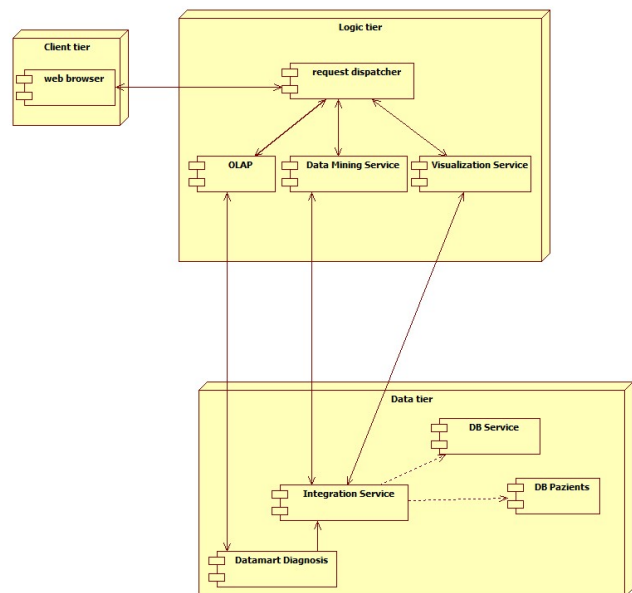 Logic tier
Client tier
web browser
request dispatcher
OLAP
Data Mining Service
Visualization Service
Data tier
DB Service
Integration Service
DB Pazients
Datamart Diagnosis